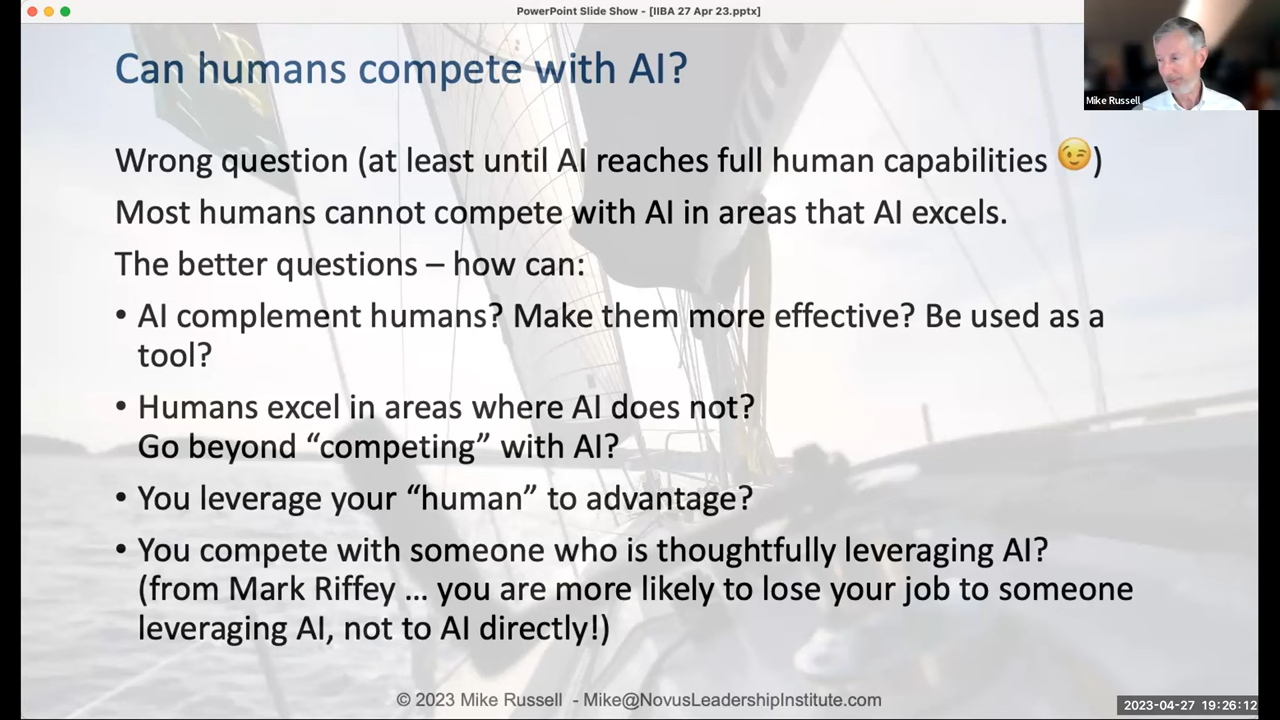 PowerPoint Slide Show - [IIBA 27 Apr 23.pptx]
Can humans compete with AI?
Mike Russell
Wrong question (at least until AI reaches full human capabilities 😉)
Most humans cannot compete with AI in areas that AI excels.
The better questions – how can:
• AI complement humans? Make them more effective? Be used as a
tool?
• Humans excel in areas where AI does not?
Go beyond “competing” with AI?
• You leverage your “human” to advantage?
• You compete with someone who is thoughtfully leveraging AI?
(from Mark Riffey … you are more likely to lose your job to someone
leveraging AI, not to AI directly!)
© 2023 Mike Russell - Mike@NovusLeadershipInstitute.com
2023-04-27 19:26:12